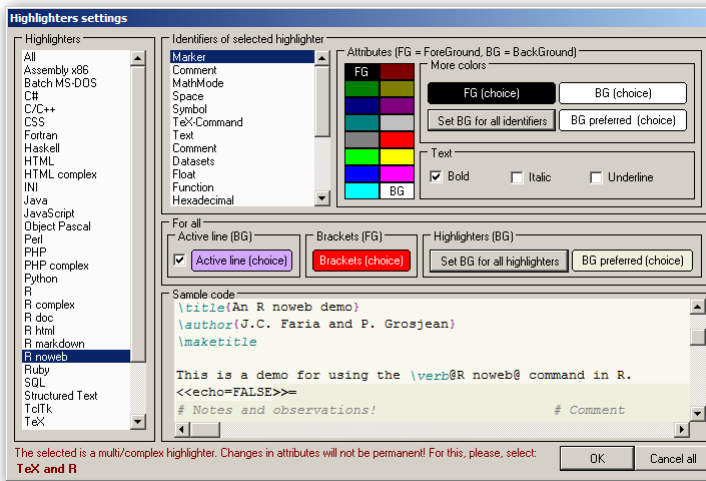 Highlighters settings
Highlighters
All
Assembly x86
Batch MS-DOS
C#
C/C++
CSS
Fortran
Haskell
HTML
HTML complex
INI
Java
JavaScript
Object Pascal
Perl
PHP
PHP complex
Python
R
R complex
R doc
R html
R markdown
R noweb
Ruby
SQL
Structured Text
TclTk
TeX
Identifiers of selected highlighter
Marker
Comment
MathMode
Space
Symbol
TeX-Command
Text
Comment
Datasets
Float
Function
Hexadecimal
Attributes (FG = ForeGround, BG = BackGround)
FG
BG
More colors
FG (choice)
BG (choice)
Set BG for all identifiers
BG preferred (choice)
Text
Bold
Italic
Underline
For all
Active line (BG)
Active line (choice)
Brackets (FG)
Brackets (choice)
Highlighters (BG)
Set BG for all highlighters
BG preferred (choice)
Sample code
\title{An R noweb demo}
\author{J.C. Faria and P. Grosjean}
\maketitle
This is a demo for using the \verb@R noweb@ command in R.
<<echo=FALSE>>=
# Notes and observations! # Comment
The selected is a multi/complex highlighter. Changes in attributes will not be permanent! For this, please, select:
TeX and R
OK
Cancel all